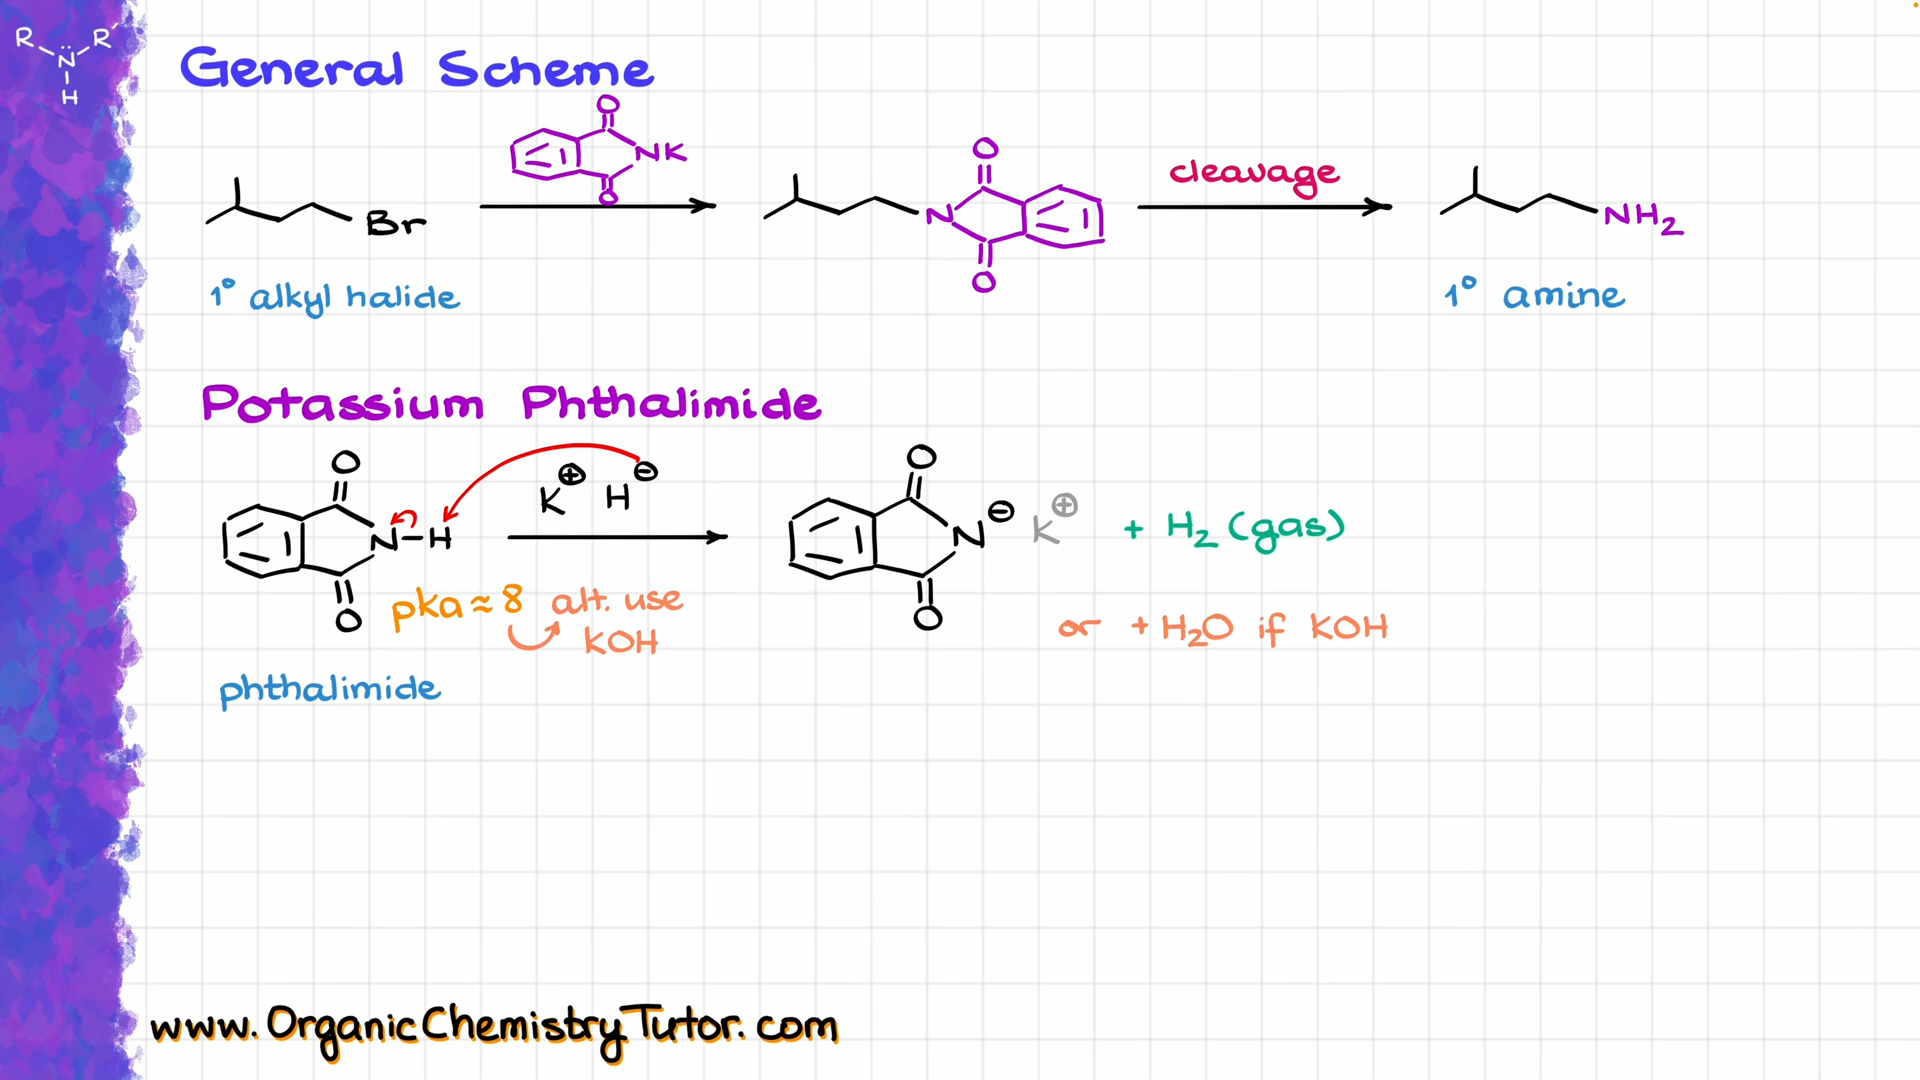 R R'
N̈
H
General Scheme
O
NK
O
Br
O
N
O
cleavage
NH₂
1° alkyl halide
1° amine
Potassium Phthalimide
O
N-H
O
K⊕ H⊖
O
N⊖ K⊕
O
+ H₂ (gas)
pka ≈ 8 alt. use
KOH
or + H₂O if KOH
phthalimide
www.OrganicChemistryTutor.com